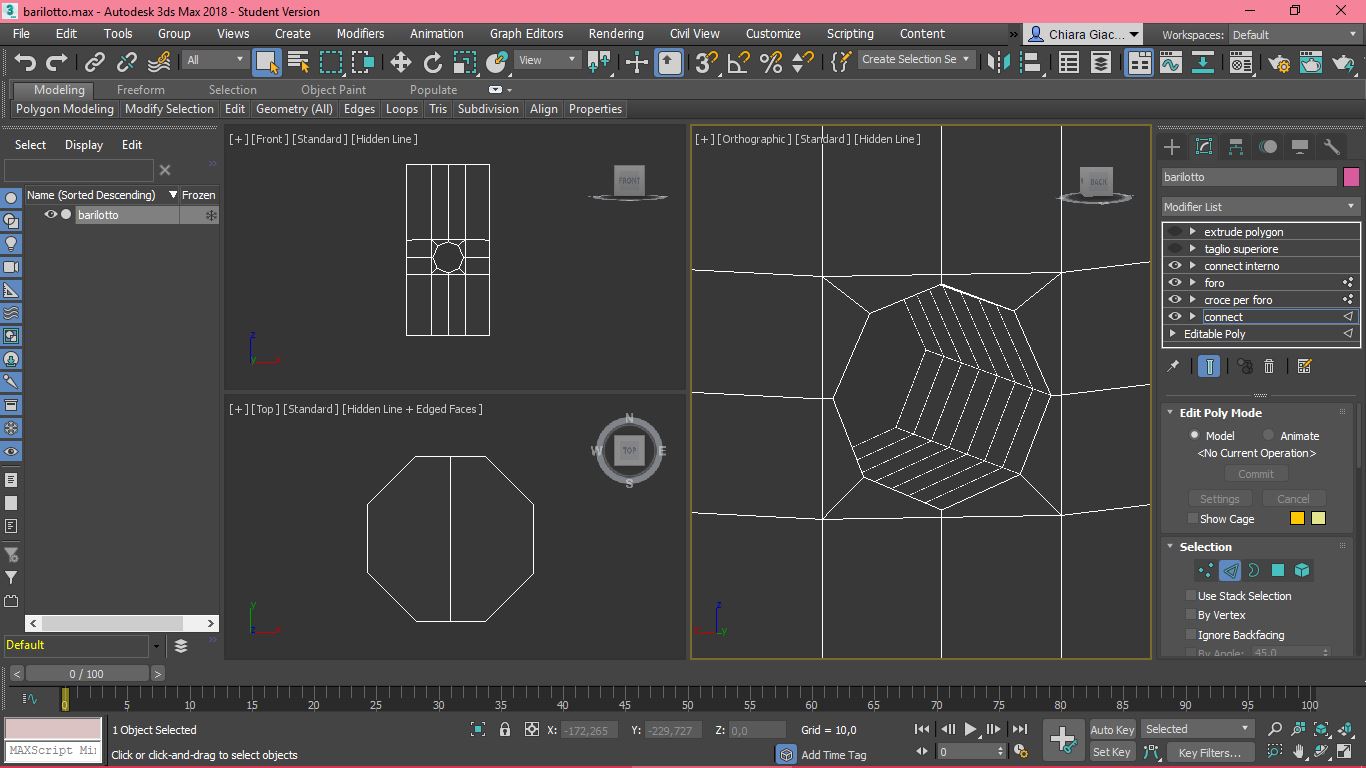 barilotto.max - Autodesk 3ds Max 2018 - Student Version
File Edit Tools Group Views Create Modifiers Animation Graph Editors Rendering Civil View Customize Scripting Content » Chiara Giac... Workspaces: Default
All View Create Selection Se
Modeling Freeform Selection Object Paint Populate
Polygon Modeling Modify Selection Edit Geometry (All) Edges Loops Tris Subdivision Align Properties
Select Display Edit
Name (Sorted Descending) Frozen
barilotto
Default
[+] [Front] [Standard] [Hidden Line]
FRONT
z
x
y
[+] [Top] [Standard] [Hidden Line + Edged Faces]
N
W TOP E
S
y
z x
[+] [Orthographic] [Standard] [Hidden Line]
BACK
z
x y
barilotto
Modifier List
extrude polygon
taglio superiore
connect interno
foro
croce per foro
connect
Editable Poly
Edit Poly Mode
Model Animate
<No Current Operation>
Commit
Settings Cancel
Show Cage
Selection
Use Stack Selection
By Vertex
Ignore Backfacing
By Angle: 45,0
< 0 / 100 >
0 5 10 15 20 25 30 35 40 45 50 55 60 65 70 75 80 85 90 95 100
1 Object Selected X: -172,265 Y: -229,727 Z: 0,0 Grid = 10,0 Auto Key Selected
MAXScript Mi Click or click-and-drag to select objects Add Time Tag 0 Set Key Key Filters...